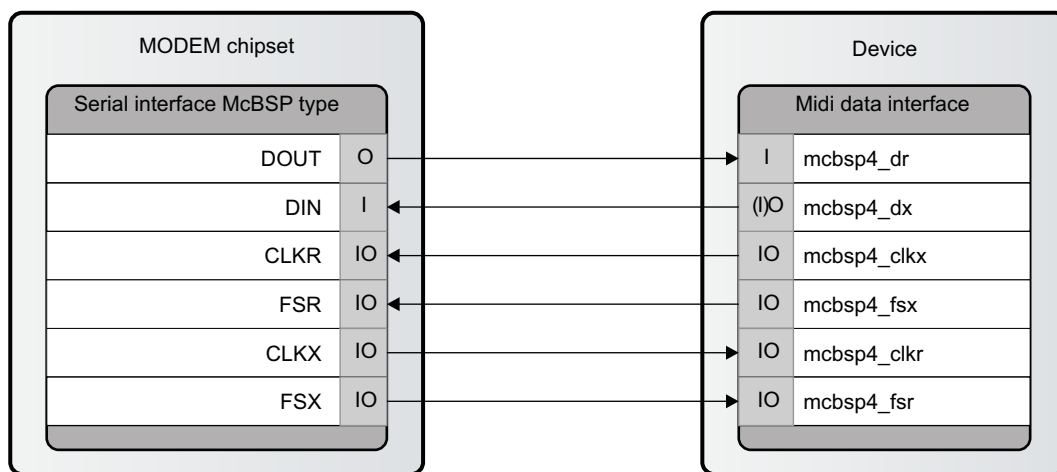 MODEM chipset
Device
Serial interface McBSP type
Midi data interface
DOUT O I mcbsp4_dr
DIN I (I)O mcbsp4_dx
CLKR IO IO mcbsp4_clkx
FSR IO IO mcbsp4_fsx
CLKX IO IO mcbsp4_clkr
FSX IO IO mcbsp4_fsr